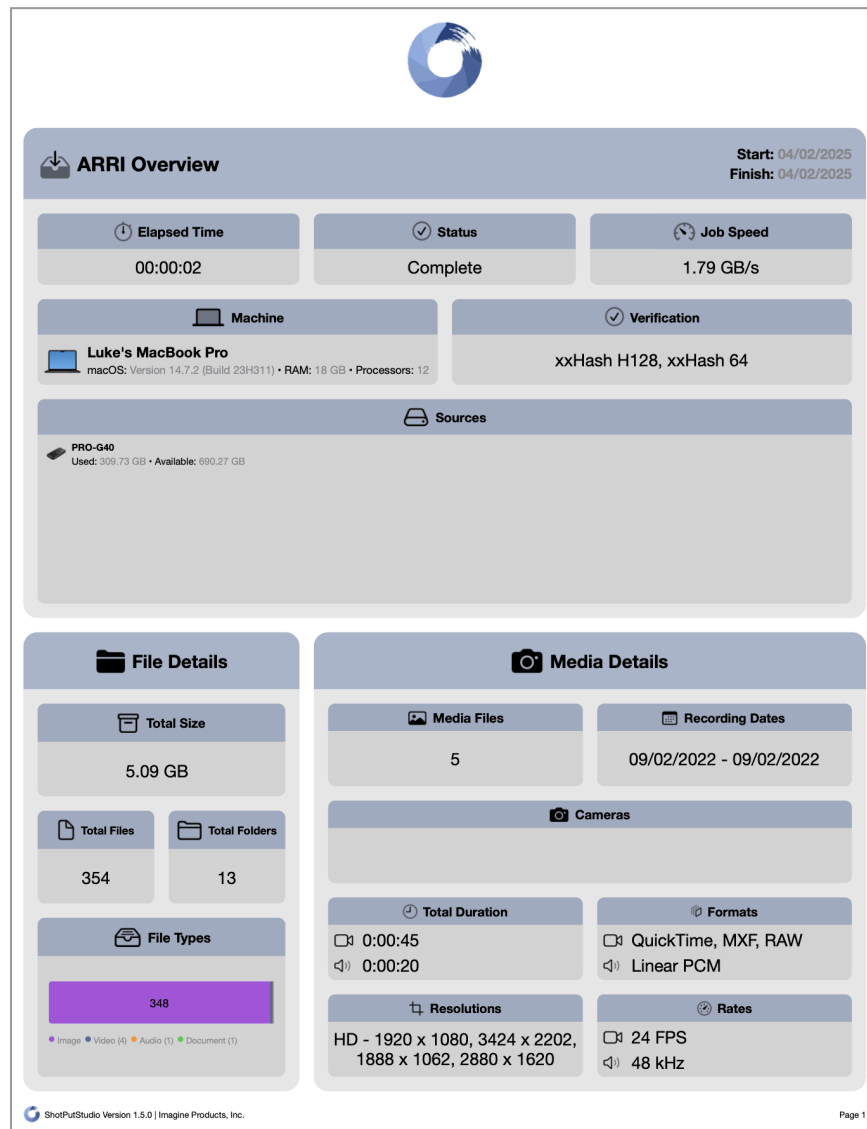 ARRI Overview
Start: 04/02/2025
Finish: 04/02/2025
Elapsed Time
00:00:02
Status
Complete
Job Speed
1.79 GB/s
Machine
Luke's MacBook Pro
macOS: Version 14.7.2 (Build 23H311) • RAM: 18 GB • Processors: 12
Verification
xxHash H128, xxHash 64
Sources
PRO-G40
Used: 309.73 GB • Available: 690.27 GB
File Details
Total Size
5.09 GB
Total Files
354
Total Folders
13
File Types
348
Image Video (4) Audio (1) Document (1)
Media Details
Media Files
5
Recording Dates
09/02/2022 - 09/02/2022
Cameras
Total Duration
0:00:45
0:00:20
Formats
QuickTime, MXF, RAW
Linear PCM
Resolutions
HD - 1920 x 1080, 3424 x 2202,
1888 x 1062, 2880 x 1620
Rates
24 FPS
48 kHz
ShotPutStudio Version 1.5.0 | Imagine Products, Inc.
Page 1